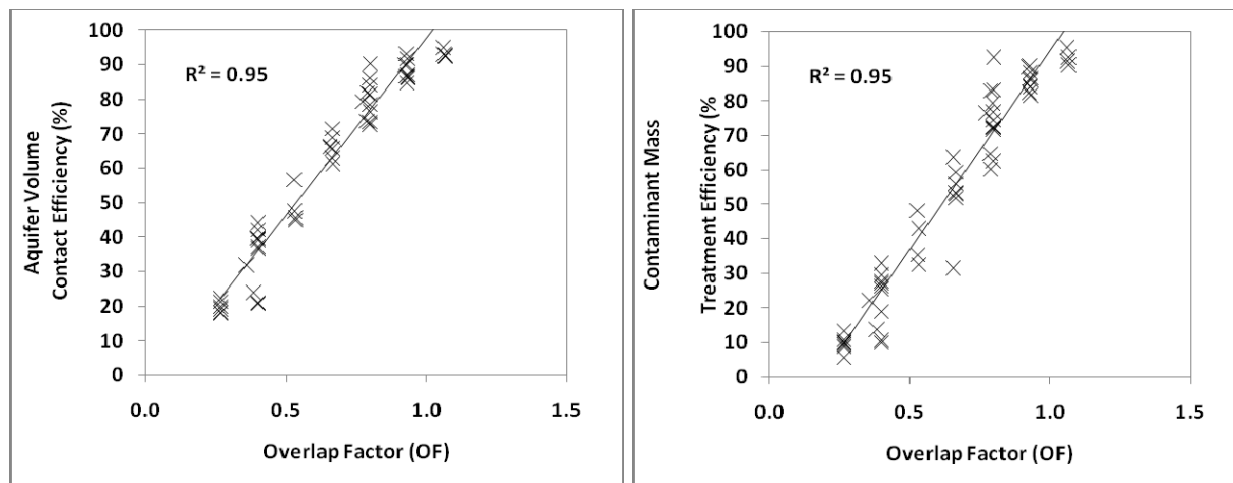 R² = 0.95
Aquifer Volume
Contact Efficiency (%)
100
90
80
70
60
50
40
30
20
10
0
0.0 0.5 1.0 1.5
Overlap Factor (OF)
R² = 0.95
Contaminant Mass
Treatment Efficiency (%
100
90
80
70
60
50
40
30
20
10
0
0.0 0.5 1.0 1.5
Overlap Factor (OF)